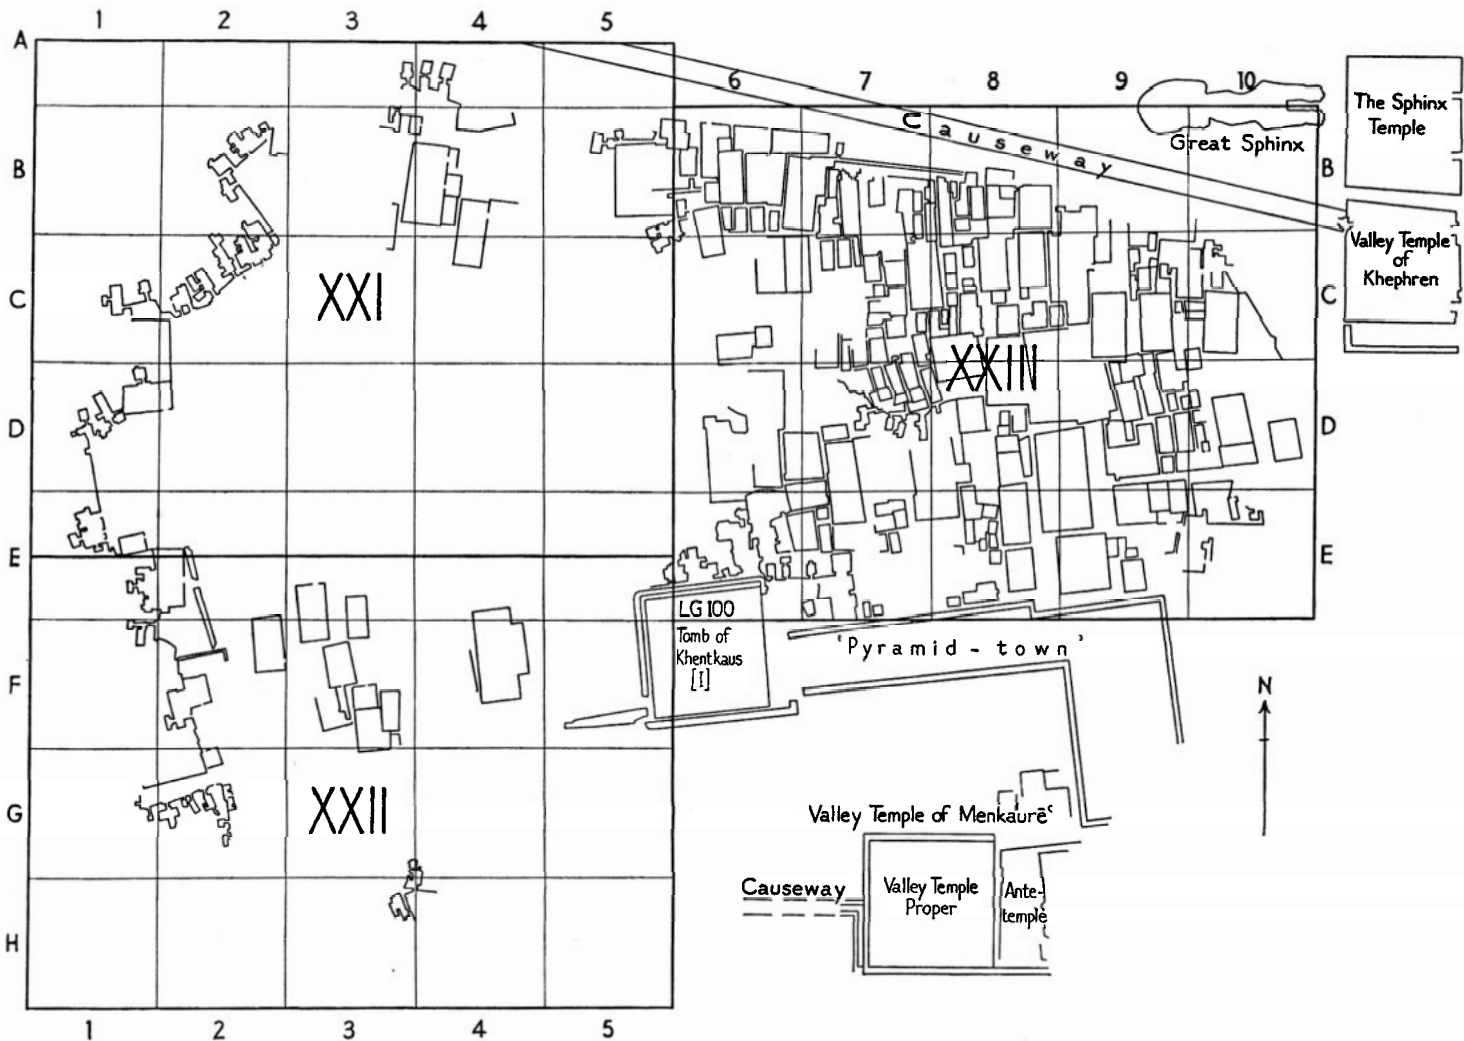 1 2 3 4 5
A
6 7 8 9 10
The Sphinx
Temple
Causeway
Great Sphinx
B B
Valley Temple
of
Khephren
XXI
C C
XXIII
D D
E E
LG 100
Tomb of
Khentkaus
[I]
'Pyramid - town'
F
N
XXII
G
Valley Temple of Menkaurēʿ
Causeway
Valley Temple
Proper
Ante-
temple
H
1 2 3 4 5